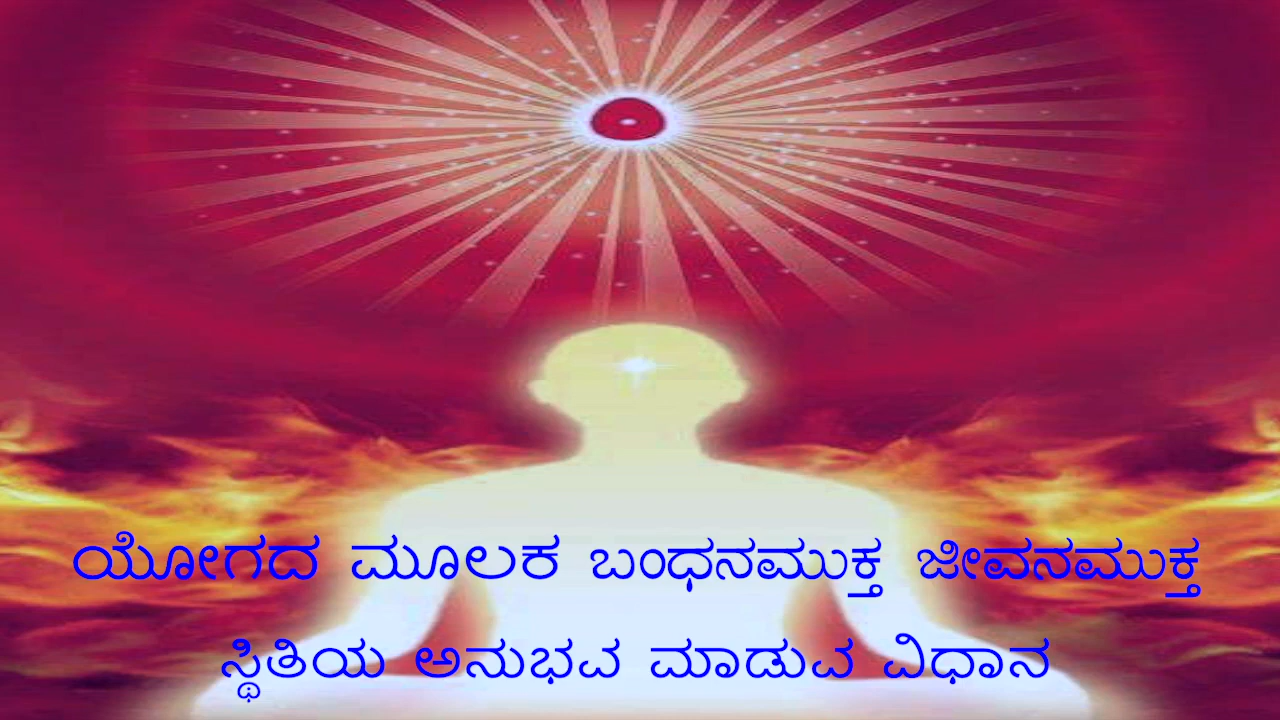 ಯೋಗದ ಮೂಲಕ ಬಂಧನಮುಕ್ತ ಜೀವನಮುಕ್ತ
ಸ್ಥಿತಿಯ ಅನುಭವ ಮಾಡುವ ವಿಧಾನ